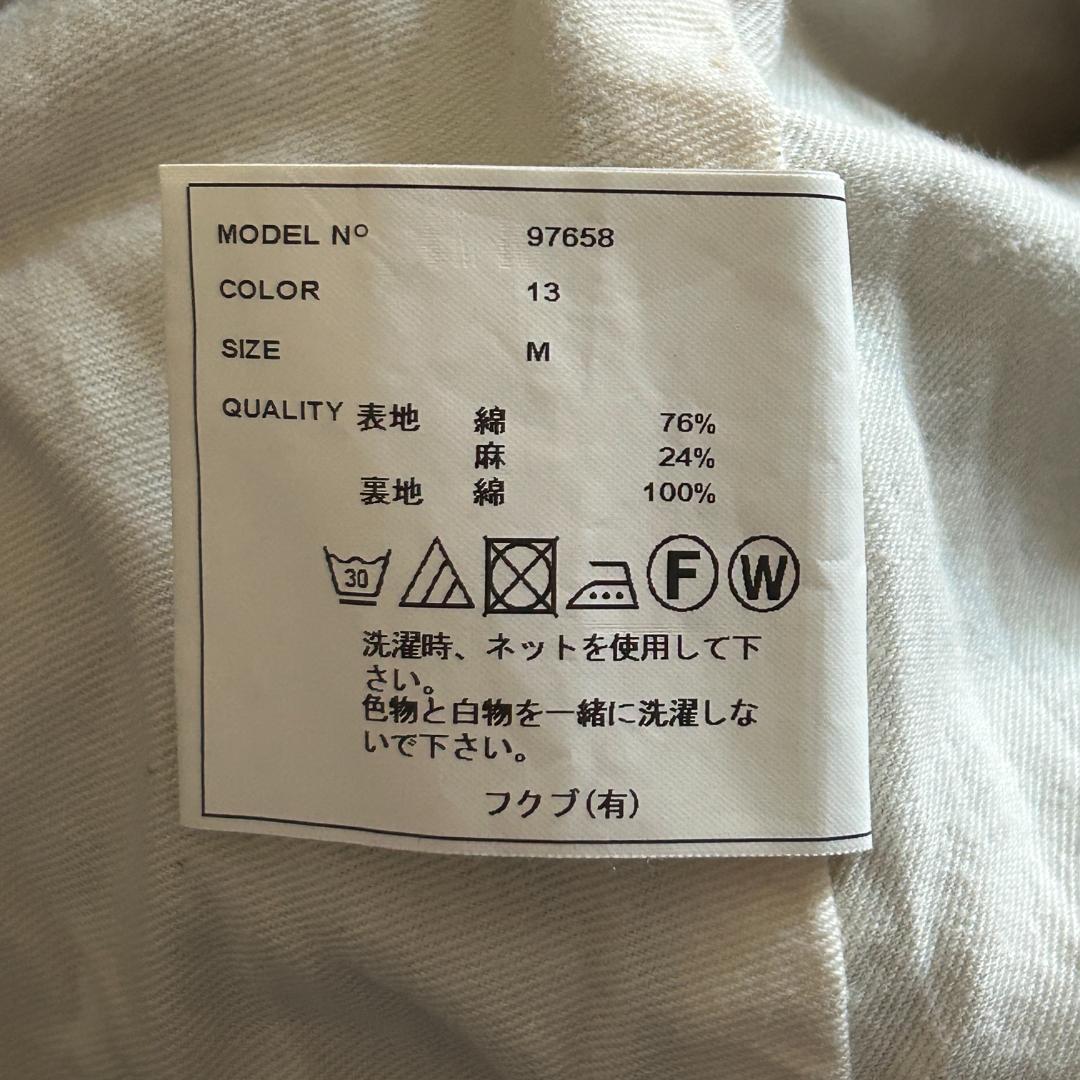 MODEL Nº 97658
COLOR 13
SIZE M
QUALITY 表地 綿 76%
麻 24%
裏地 綿 100%
30 F W
洗濯時、ネットを使用して下
さい。
色物と白物を一緒に洗濯しな
いで下さい。
フクブ(有)